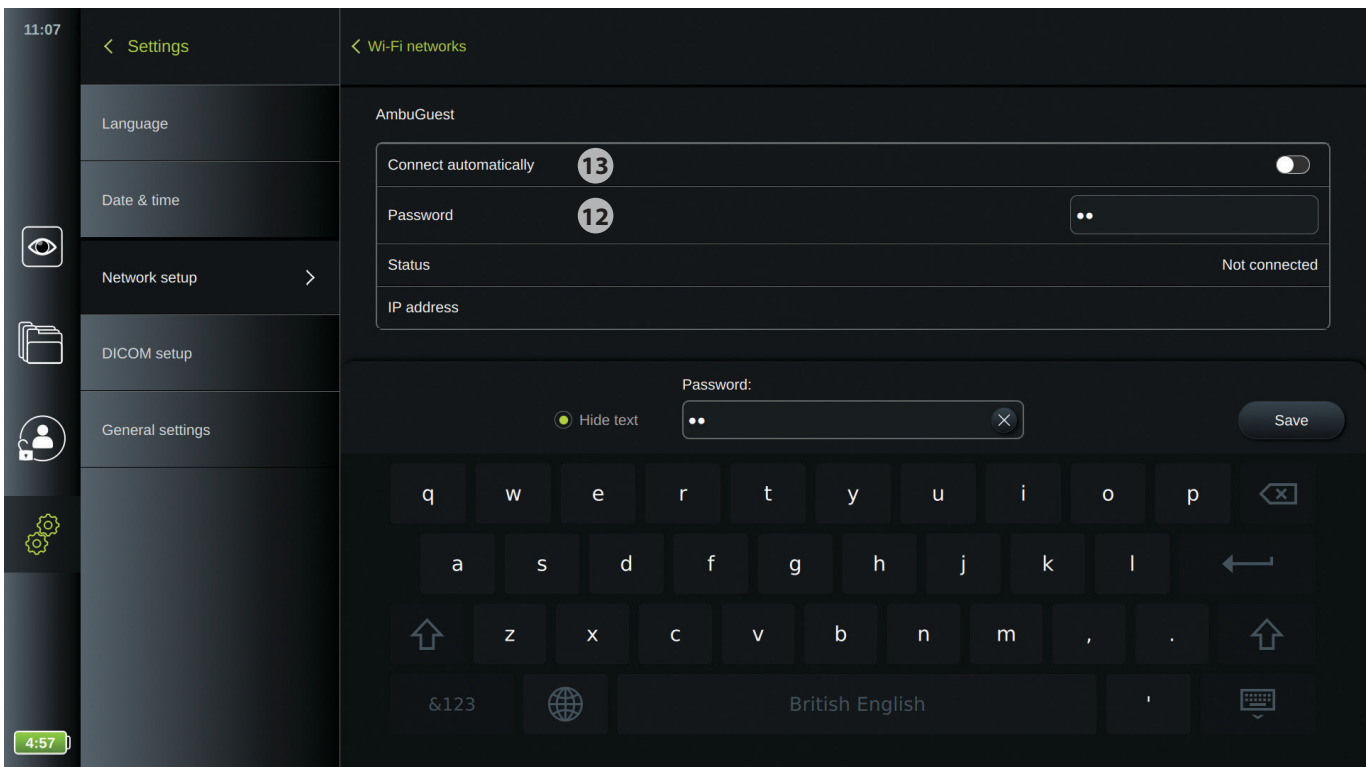 11:07
Settings
Wi-Fi networks
Language
Date & time
Network setup
DICOM setup
General settings
4:57
AmbuGuest
Connect automatically 13
Password 12 ••
Status Not connected
IP address
Password:
Hide text •• Save
q w e r t y u i o p
a s d f g h j k l
z x c v b n m , .
&123 British English '